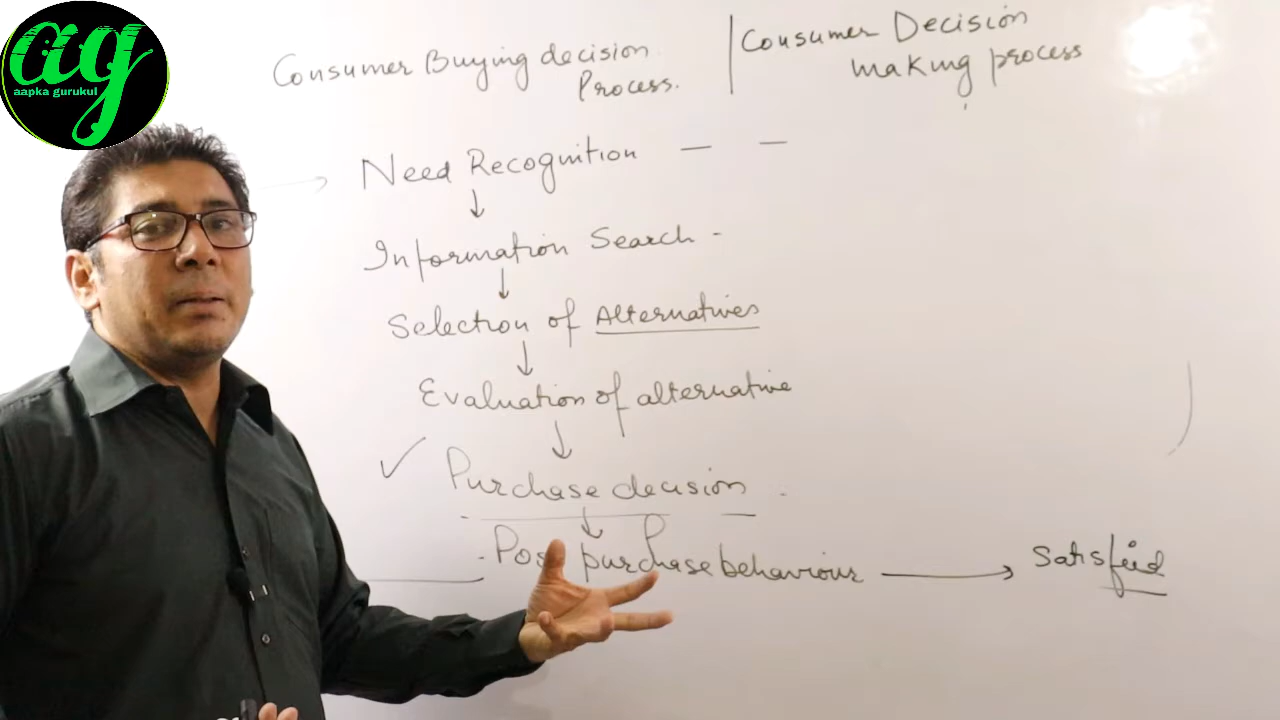 ag
aapka gurukul
Consumer Buying decision
Process.
Consumer Decision
making process
Need Recognition — —
Information Search -
Selection of Alternatives
Evaluation of alternative
Purchase decision
Post purchase behaviour
Satisfied